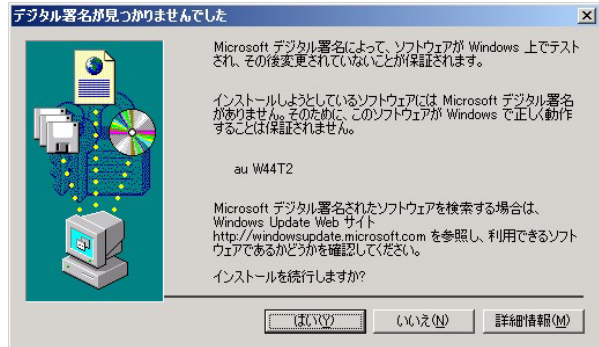 デジタル署名が見つかりませんでした
Microsoft デジタル署名によって、ソフトウェアが Windows 上でテスト
され、その後変更されていないことが保証されます。
インストールしようとしているソフトウェアには Microsoft デジタル署名
がありません。そのために、このソフトウェアが Windows で正しく動作
することは保証されません。
au W44T2
Microsoft デジタル署名されたソフトウェアを検索する場合は、
Windows Update Web サイト
http://windowsupdate.microsoft.com を参照し、利用できるソフト
ウェアであるかどうかを確認してください。
インストールを続行しますか?
はい(Y) いいえ(N) 詳細情報(M)